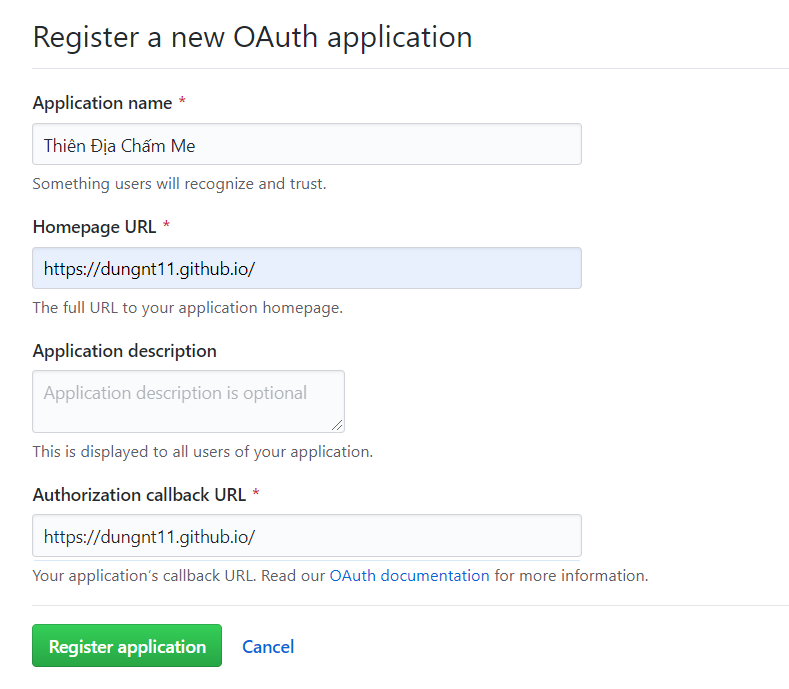 Register a new OAuth application
Application name *
Thiên Địa Chấm Me
Something users will recognize and trust.
Homepage URL *
https://dungnt11.github.io/
The full URL to your application homepage.
Application description
Application description is optional
This is displayed to all users of your application.
Authorization callback URL *
https://dungnt11.github.io/
Your application's callback URL. Read our OAuth documentation for more information.
Register application Cancel